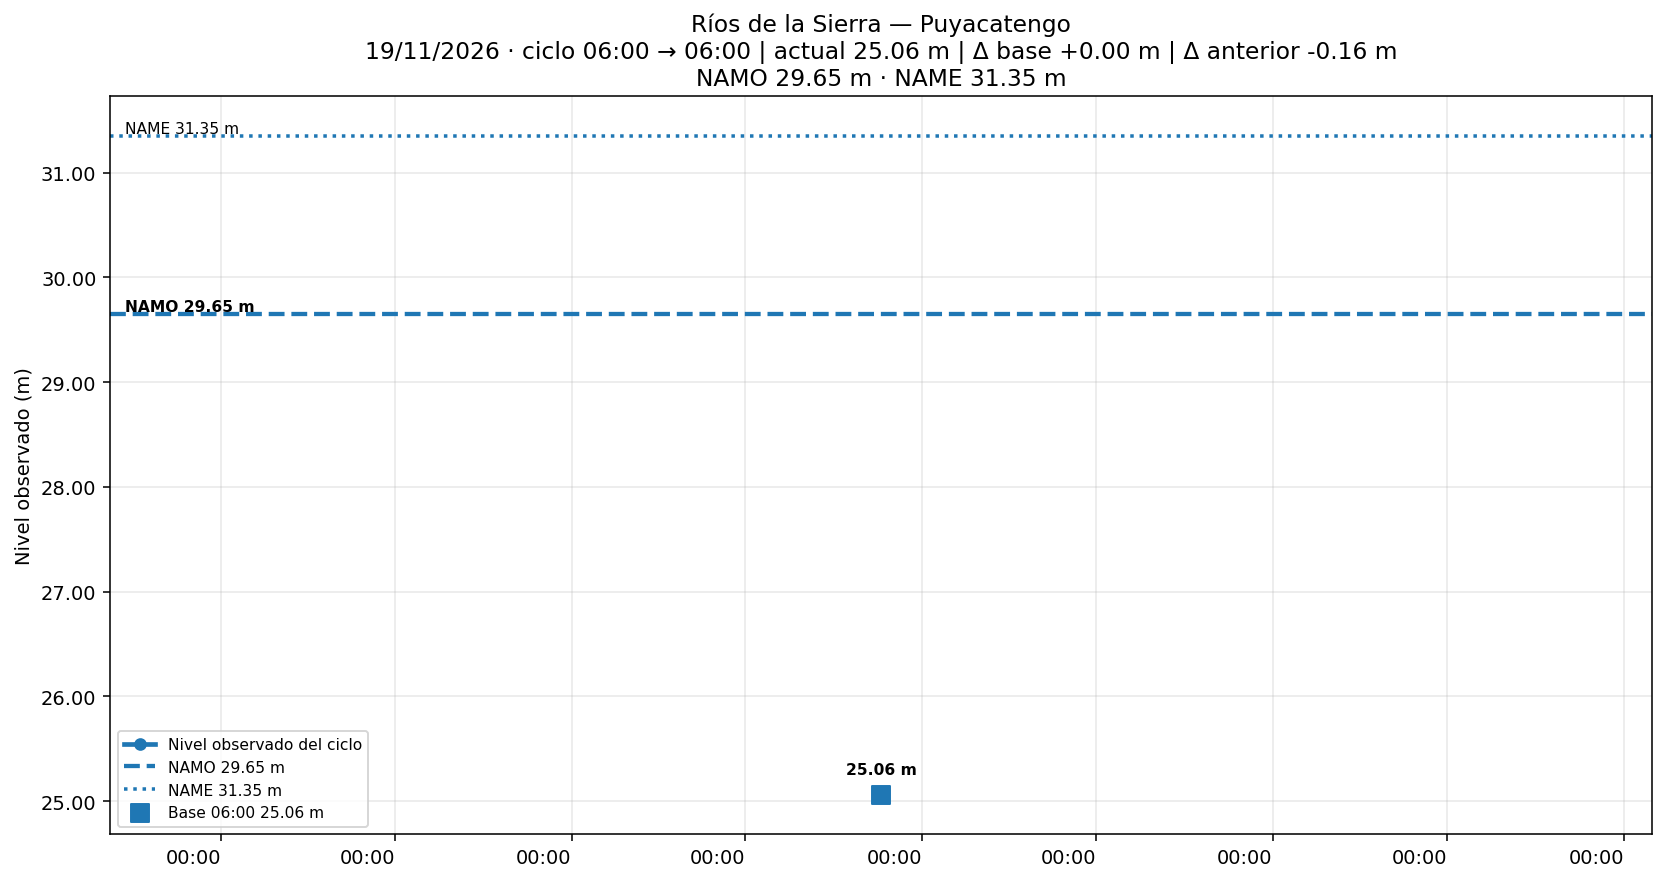 Ríos de la Sierra — Puyacatengo
19/11/2026 · ciclo 06:00 → 06:00 | actual 25.06 m | Δ base +0.00 m | Δ anterior -0.16 m
NAMO 29.65 m · NAME 31.35 m
NAME 31.35 m
31.00
30.00
NAMO 29.65 m
29.00
28.00
27.00
26.00
25.00
Nivel observado (m)
25.06 m
Nivel observado del ciclo
NAMO 29.65 m
NAME 31.35 m
Base 06:00 25.06 m
00:00 00:00 00:00 00:00 00:00 00:00 00:00 00:00 00:00